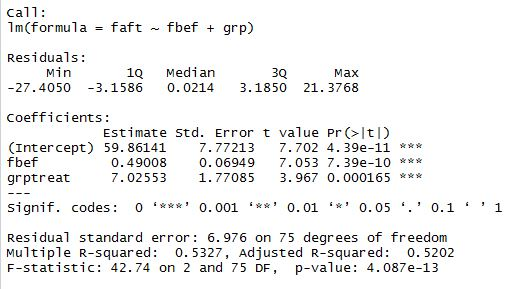 Call:
lm(formula = faft ~ fbef + grp)
Residuals:
Min 1Q Median 3Q Max
-27.4050 -3.1586 0.0214 3.1850 21.3768
Coefficients:
Estimate Std. Error t value Pr(>|t|)
(Intercept) 59.86141 7.77213 7.702 4.39e-11 ***
fbef 0.49008 0.06949 7.053 7.39e-10 ***
grptreat 7.02553 1.77085 3.967 0.000165 ***
---
Signif. codes: 0 ‘***’ 0.001 ‘**’ 0.01 ‘*’ 0.05 ‘.’ 0.1 ‘ ’ 1
Residual standard error: 6.976 on 75 degrees of freedom
Multiple R-squared: 0.5327, Adjusted R-squared: 0.5202
F-statistic: 42.74 on 2 and 75 DF, p-value: 4.087e-13